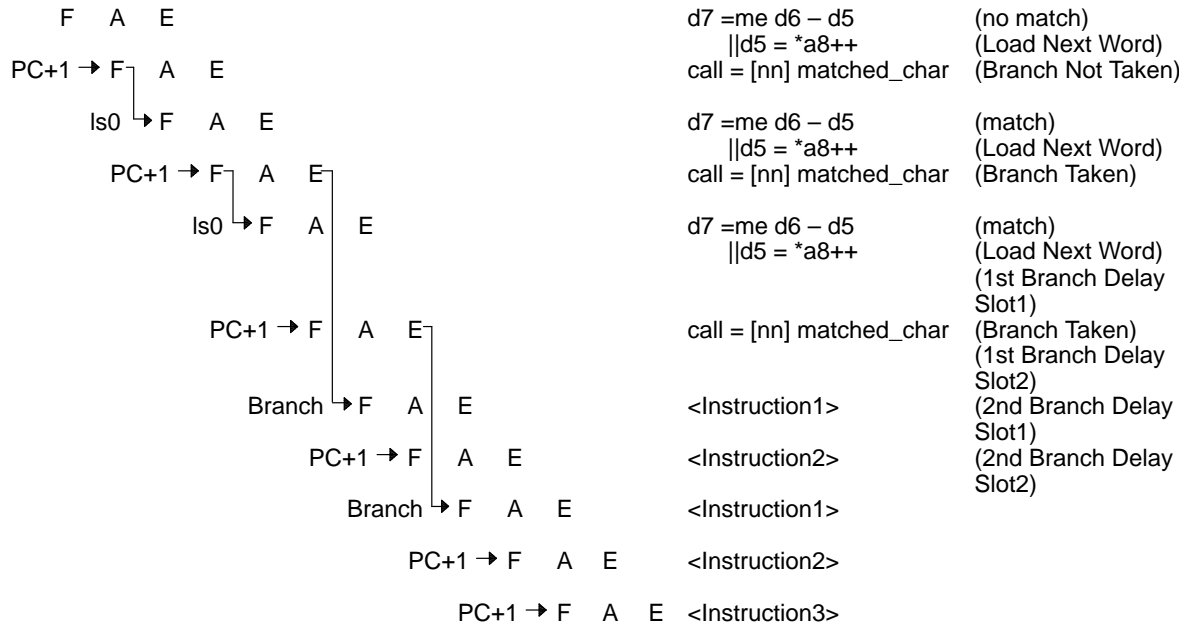 F A E d7 =me d6 – d5 (no match)
||d5 = *a8++ (Load Next Word)
PC+1 F A E call = [nn] matched_char (Branch Not Taken)
ls0 F A E d7 =me d6 – d5 (match)
||d5 = *a8++ (Load Next Word)
PC+1 F A E call = [nn] matched_char (Branch Taken)
ls0 F A E d7 =me d6 – d5 (match)
||d5 = *a8++ (Load Next Word)
(1st Branch Delay
Slot1)
PC+1 F A E call = [nn] matched_char (Branch Taken)
(1st Branch Delay
Slot2)
Branch F A E <Instruction1> (2nd Branch Delay
Slot1)
PC+1 F A E <Instruction2> (2nd Branch Delay
Slot2)
Branch F A E <Instruction1>
PC+1 F A E <Instruction2>
PC+1 F A E <Instruction3>